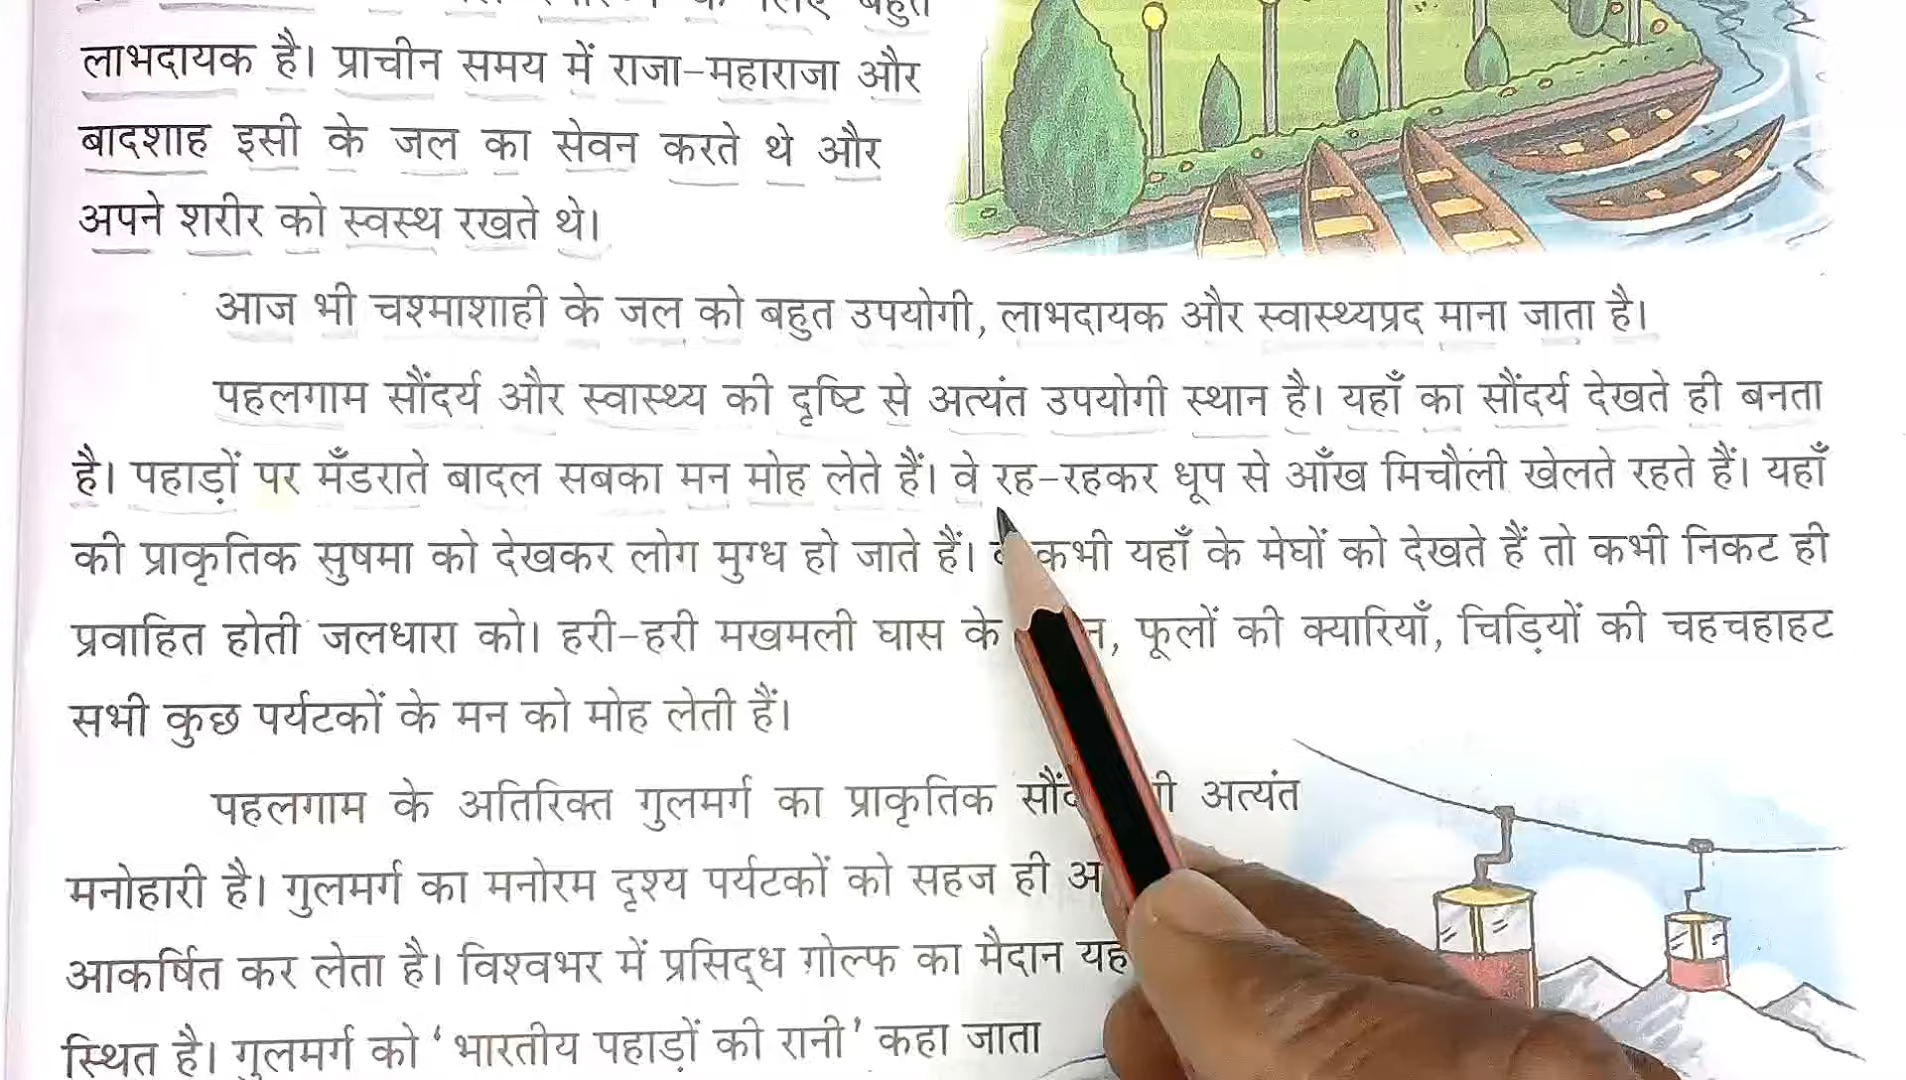 के लिए बहुत
लाभदायक है। प्राचीन समय में राजा-महाराजा और
बादशाह इसी के जल का सेवन करते थे और
अपने शरीर को स्वस्थ रखते थे।
आज भी चश्माशाही के जल को बहुत उपयोगी, लाभदायक और स्वास्थ्यप्रद माना जाता है।
पहलगाम सौंदर्य और स्वास्थ्य की दृष्टि से अत्यंत उपयोगी स्थान है। यहाँ का सौंदर्य देखते ही बनता
है। पहाड़ों पर मँडराते बादल सबका मन मोह लेते हैं। वे रह-रहकर धूप से आँख मिचौली खेलते रहते हैं। यहाँ
की प्राकृतिक सुषमा को देखकर लोग मुग्ध हो जाते हैं। कभी यहाँ के मेघों को देखते हैं तो कभी निकट ही
प्रवाहित होती जलधारा को। हरी-हरी मखमली घास के फूलों की क्यारियाँ, चिड़ियों की चहचहाहट
सभी कुछ पर्यटकों के मन को मोह लेती हैं।
पहलगाम के अतिरिक्त गुलमर्ग का प्राकृतिक अत्यंत
मनोहारी है। गुलमर्ग का मनोरम दृश्य पर्यटकों को सहज ही
आकर्षित कर लेता है। विश्वभर में प्रसिद्ध ग़ोल्फ का मैदान
स्थित है। गुलमर्ग को 'भारतीय पहाड़ों की रानी' कहा जाता